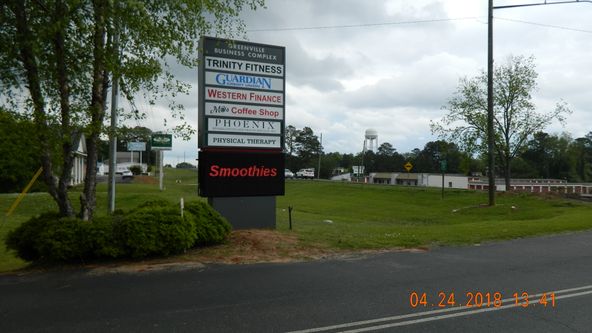 GREENVILLE
BUSINESS COMPLEX
TRINITY FITNESS
GUARDIAN
WESTERN FINANCE
Coffee Shop
PHOENIX
PHYSICAL THERAPY
Smoothies
04.24.2018 13:41